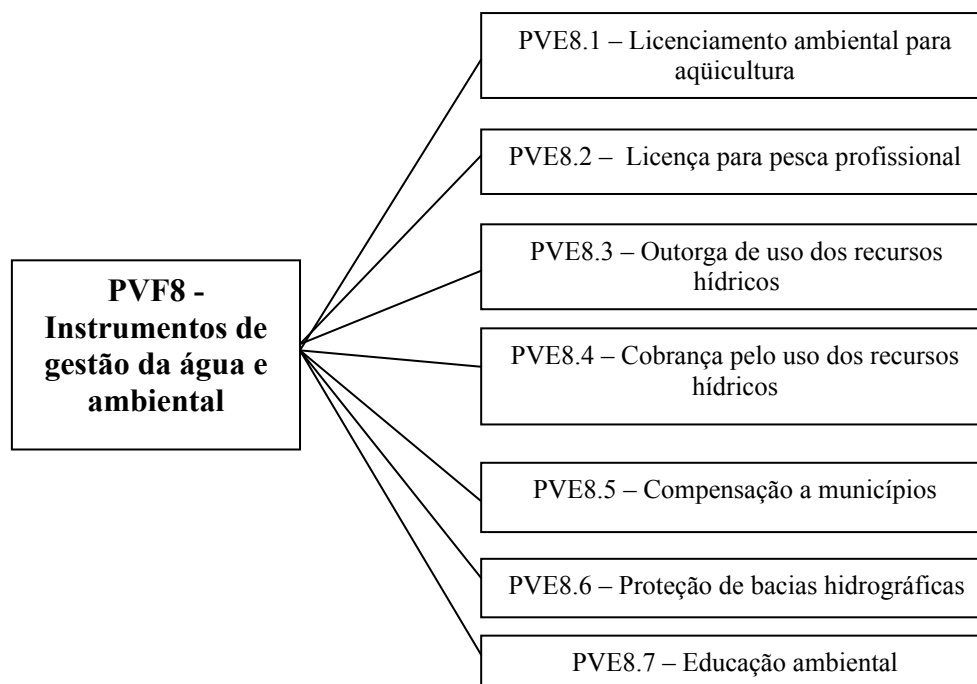 PVE8.1 – Licenciamento ambiental para
aqüicultura
PVE8.2 – Licença para pesca profissional
PVE8.3 – Outorga de uso dos recursos
hídricos
PVF8 -
Instrumentos de
gestão da água e
ambiental
PVE8.4 – Cobrança pelo uso dos recursos
hídricos
PVE8.5 – Compensação a municípios
PVE8.6 – Proteção de bacias hidrográficas
PVE8.7 – Educação ambiental